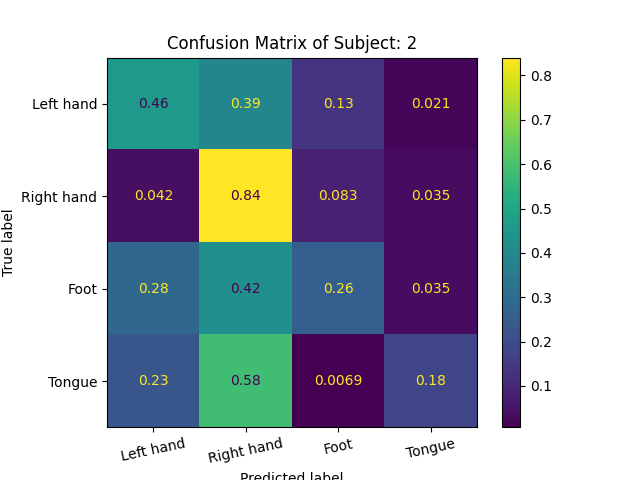 Confusion Matrix of Subject: 2
Left hand 0.46 0.39 0.13 0.021
Right hand 0.042 0.84 0.083 0.035
Foot 0.28 0.42 0.26 0.035
Tongue 0.23 0.58 0.0069 0.18
Left hand Right hand Foot Tongue
Predicted label
True label
0.8
0.7
0.6
0.5
0.4
0.3
0.2
0.1